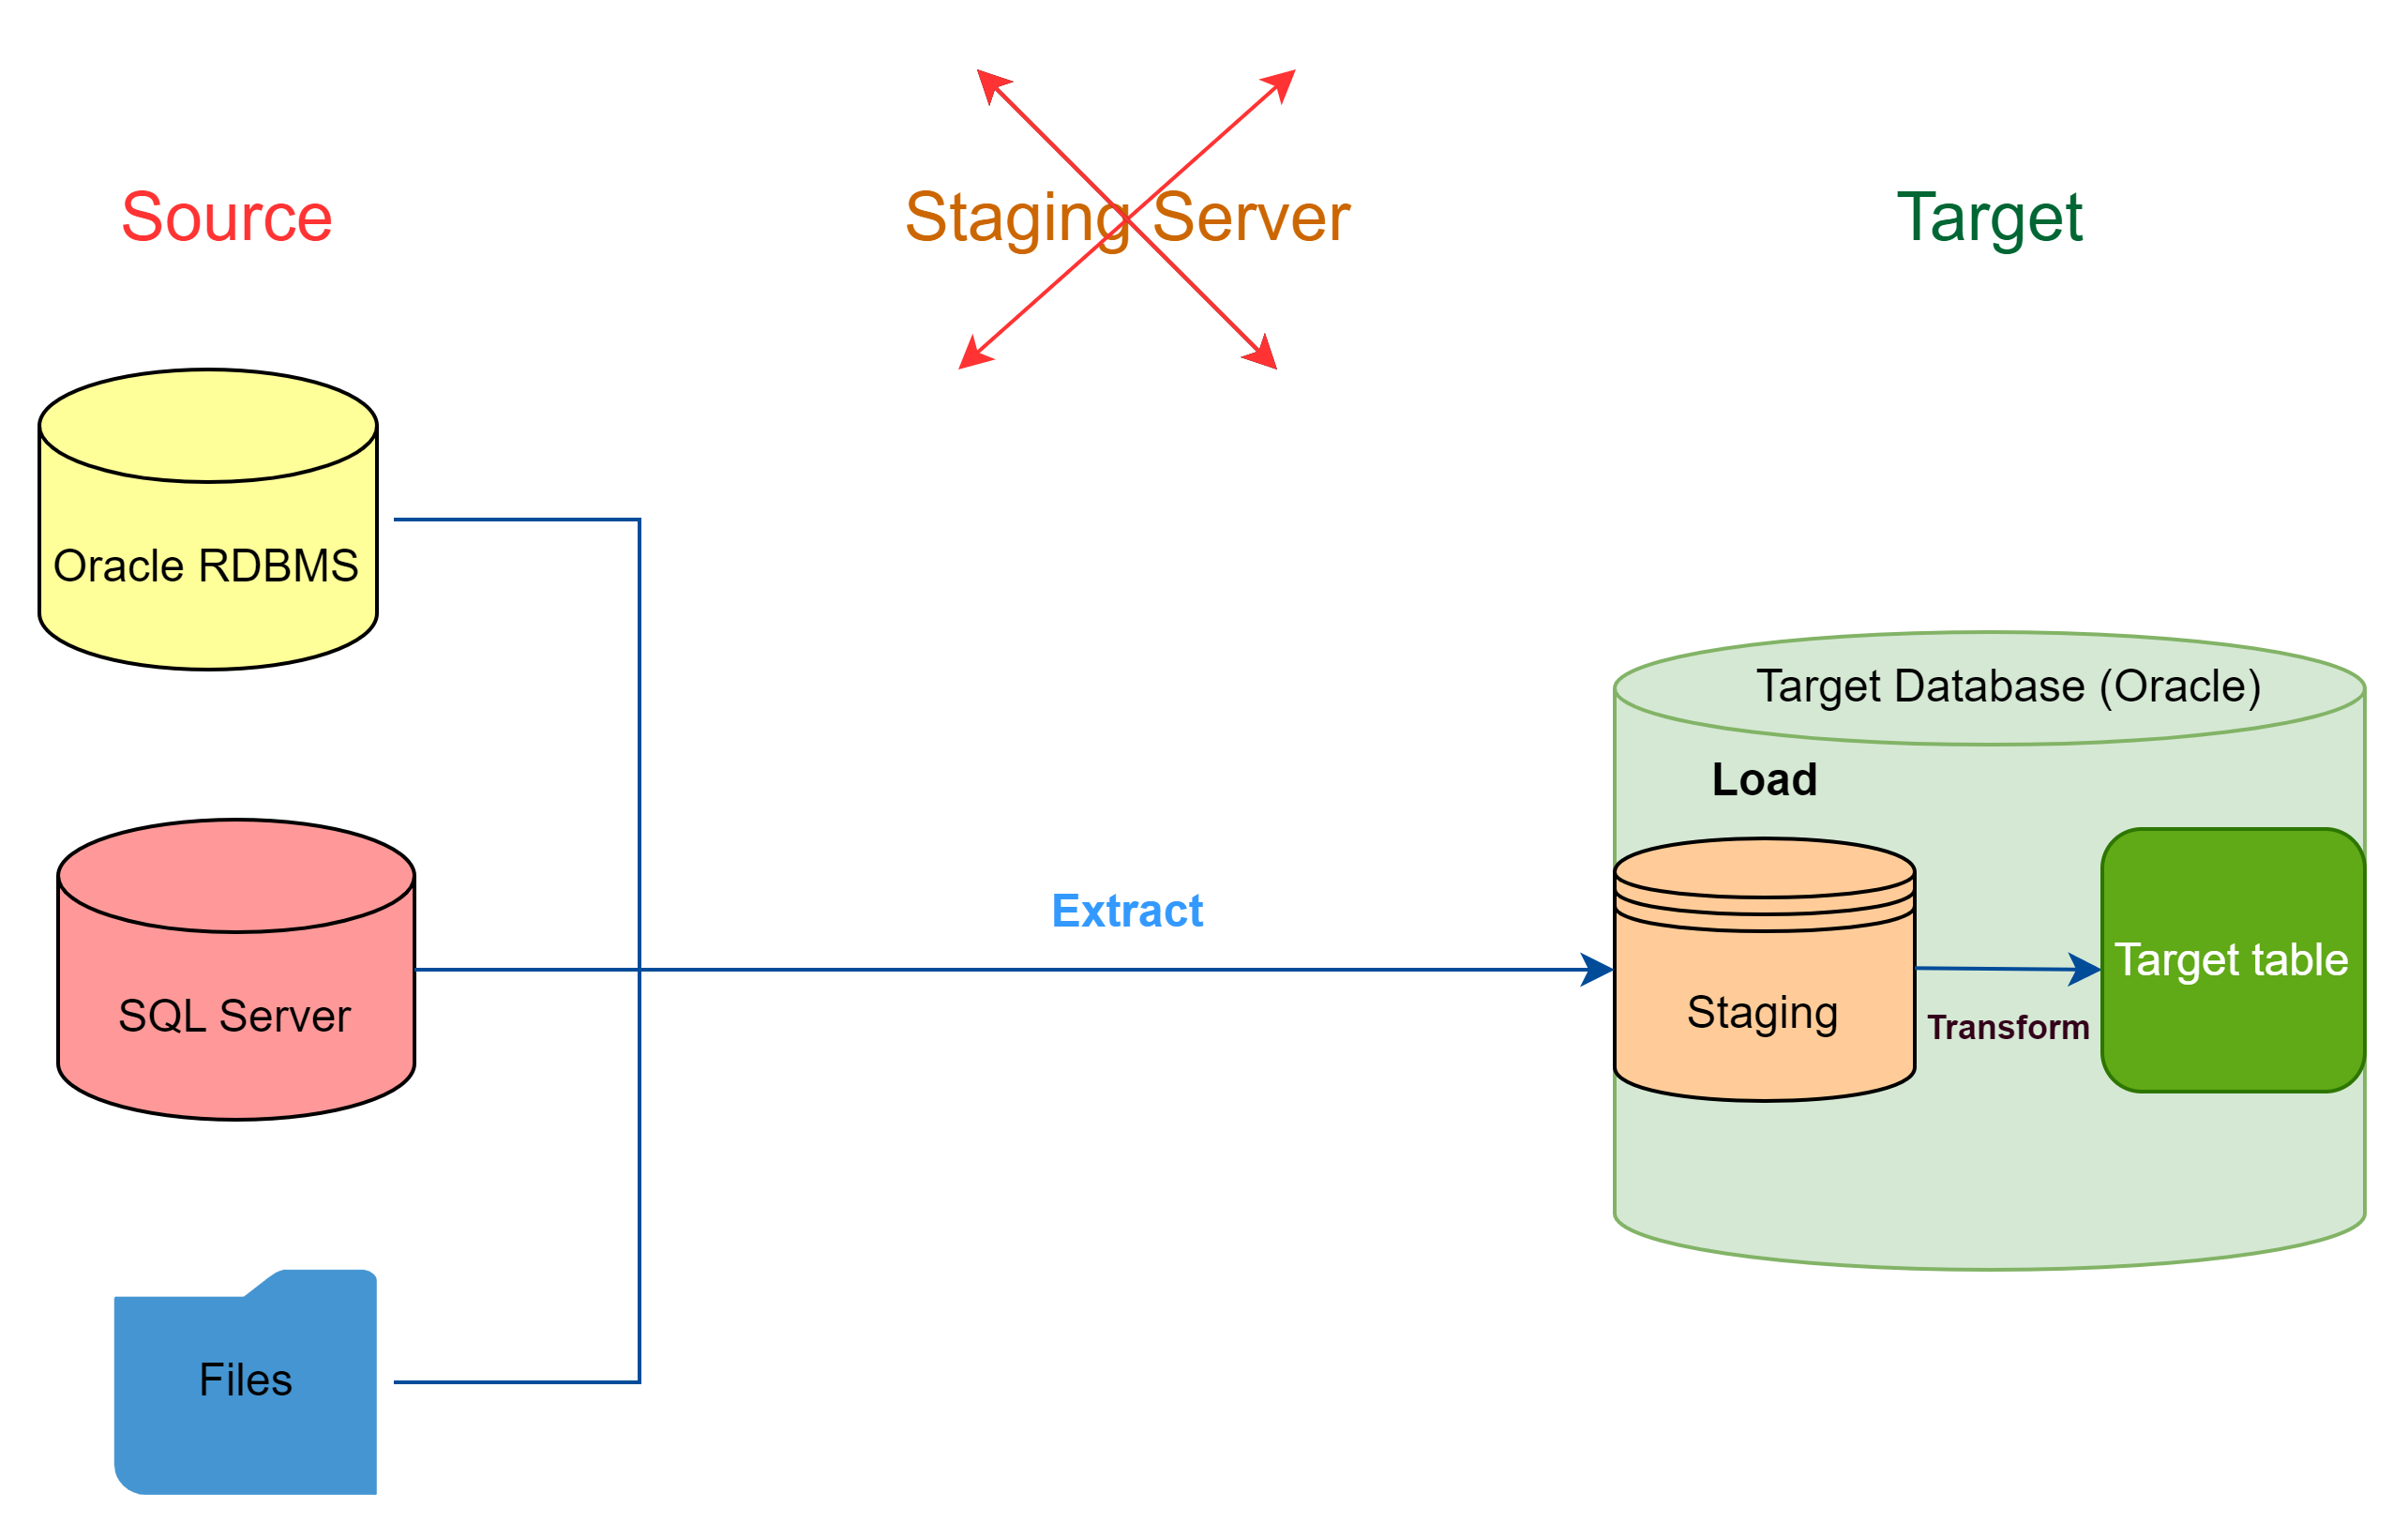 Source
Staging Server
Target
Oracle RDBMS
Target Database (Oracle)
Load
Extract
Target table
SQL Server
Staging
Transform
Files